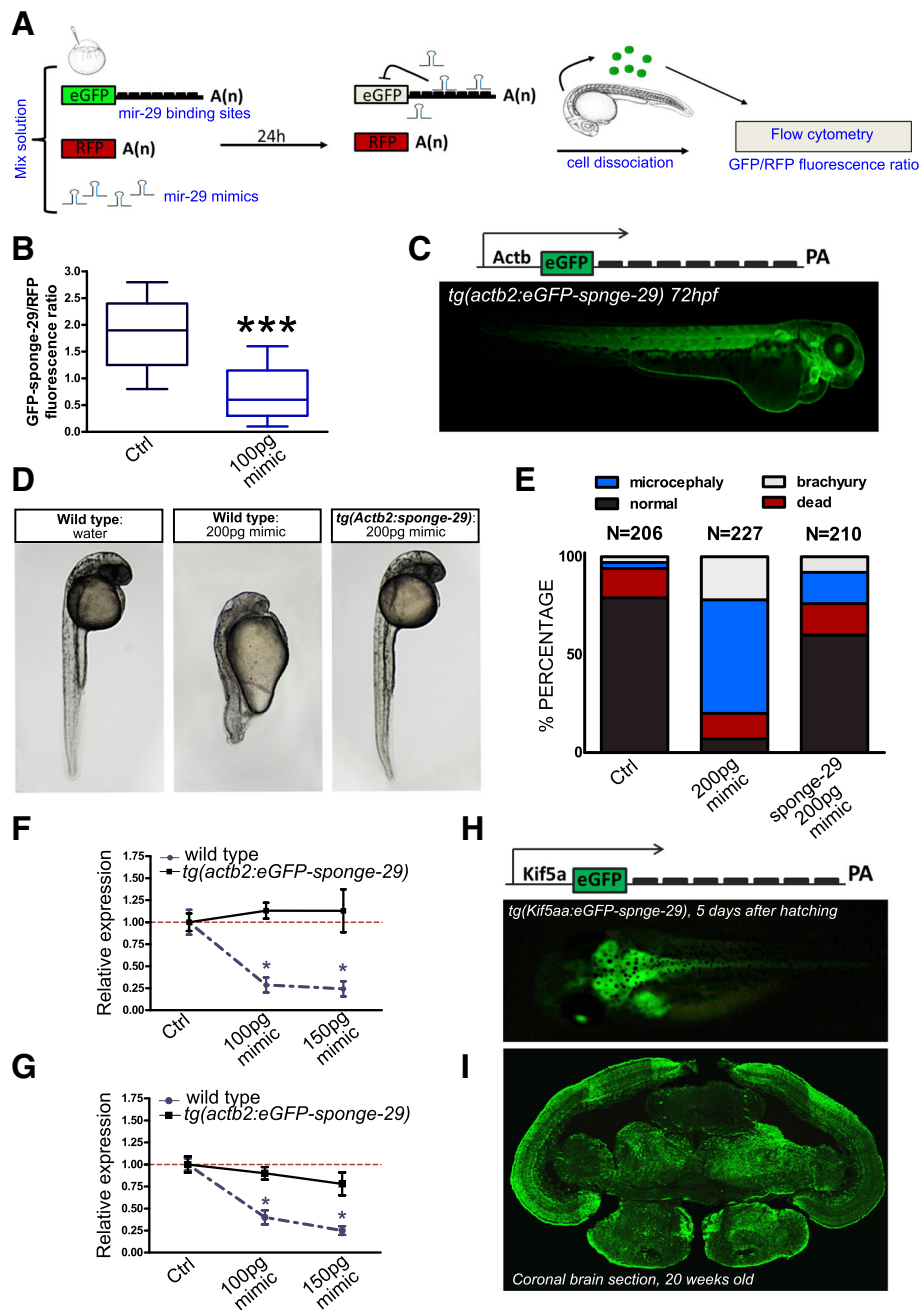 A
Mix solution
eGFP
A(n)
mir-29 binding sites
RFP
A(n)
mir-29 mimics
24h
eGFP
A(n)
RFP
A(n)
cell dissociation
Flow cytometry
GFP/RFP fluorescence ratio
B
GFP-sponge-29/RFP
fluorescence ratio
3.0
2.5
2.0
1.5
1.0
0.5
0.0
***
Ctrl
100pg
mimic
C
Actb
eGFP
PA
tg(actb2:eGFP-spnge-29) 72hpf
D
Wild type:
water
Wild type:
200pg mimic
tg(Actb2:sponge-29):
200pg mimic
E
microcephaly
brachyury
normal
dead
N=206
N=227
N=210
% PERCENTAGE
100
50
0
Ctrl
200pg
mimic
sponge-29
200pg
mimic
F
wild type
tg(actb2:eGFP-sponge-29)
Relative expression
1.75
1.50
1.25
1.00
0.75
0.50
0.25
0.00
*
*
Ctrl
100pg
mimic
150pg
mimic
G
wild type
tg(actb2:eGFP-sponge-29)
Relative expression
1.75
1.50
1.25
1.00
0.75
0.50
0.25
0.00
*
*
Ctrl
100pg
mimic
150pg
mimic
H
Kif5a
eGFP
PA
tg(Kif5aa:eGFP-spnge-29), 5 days after hatching
I
Coronal brain section, 20 weeks old